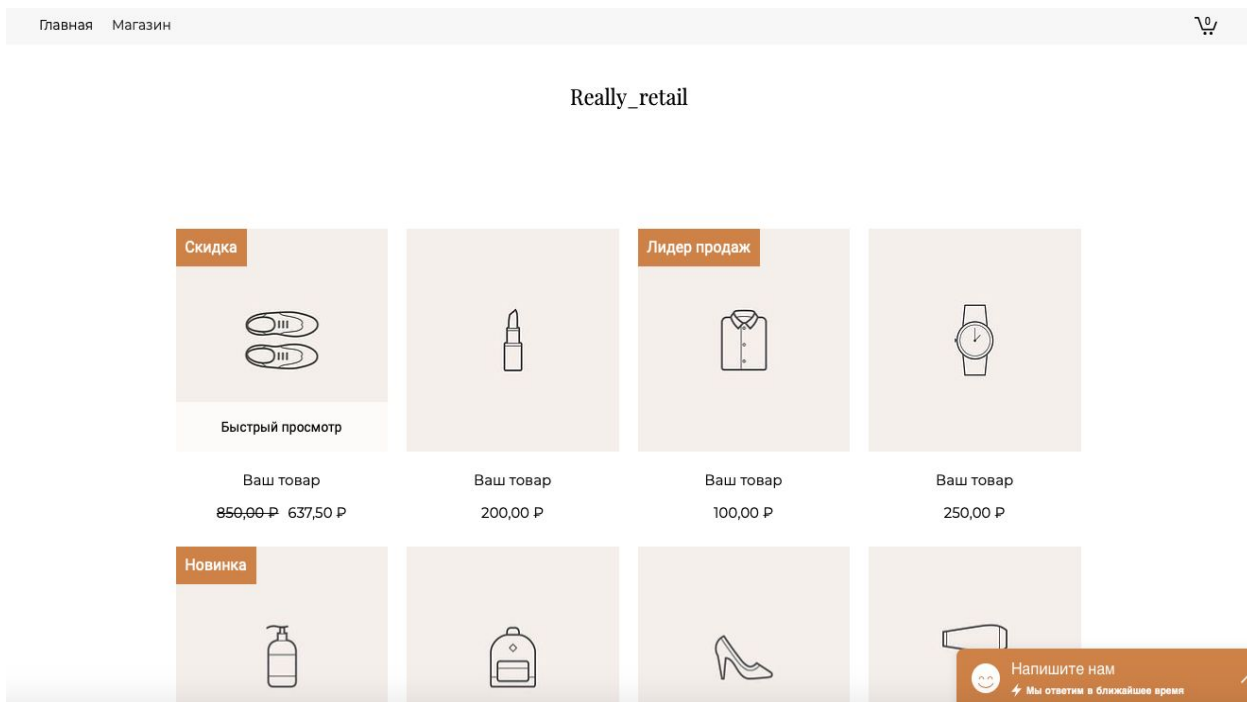 Главная Магазин 0
Really_retail
Скидка
Лидер продаж
Быстрый просмотр
Ваш товар Ваш товар Ваш товар Ваш товар
850,00 ₽ 637,50 ₽ 200,00 ₽ 100,00 ₽ 250,00 ₽
Новинка
Напишите нам
Мы ответим в ближайшее время